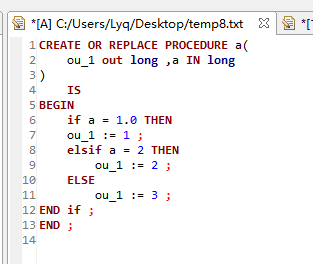 *[A] C:/Users/Lyq/Desktop/temp8.txt
1 CREATE OR REPLACE PROCEDURE a(
2     ou_1 out long ,a IN long
3 )
4     IS
5 BEGIN
6     if a = 1.0 THEN
7     ou_1 := 1 ;
8     elsif a = 2 THEN
9         ou_1 := 2 ;
10     ELSE
11         ou_1 := 3 ;
12 END if ;
13 END ;
14